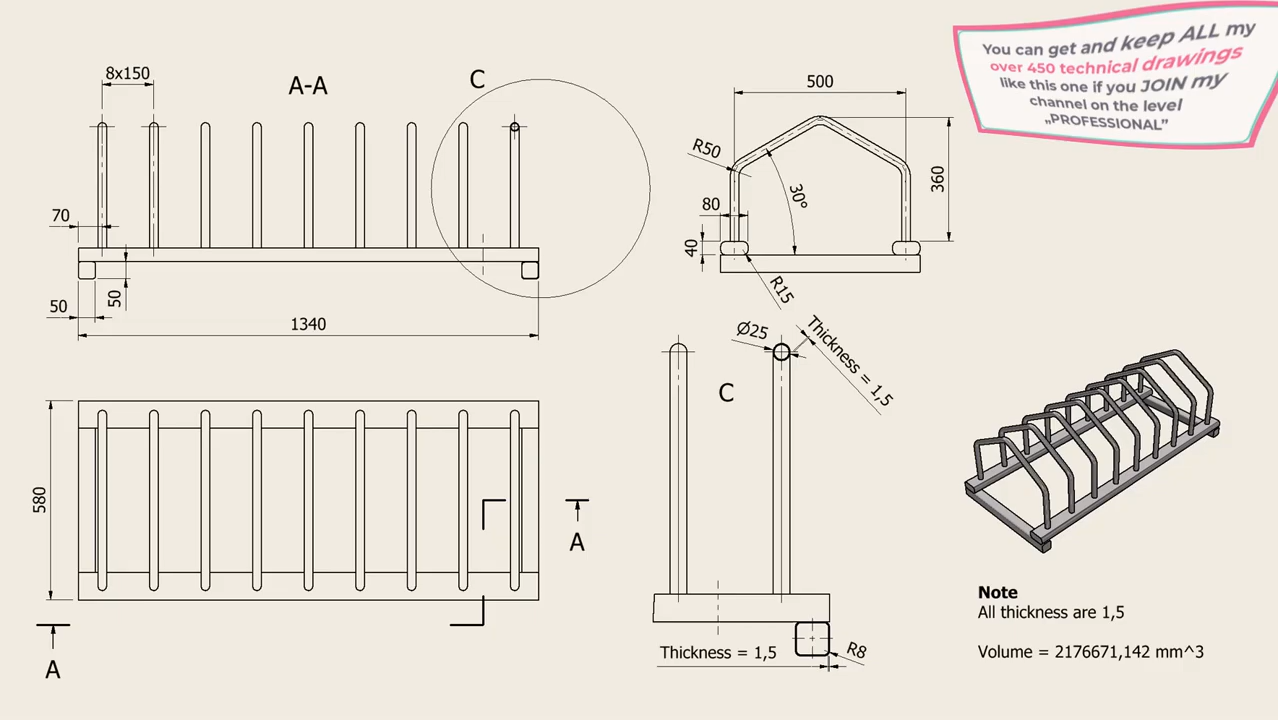 You can get and keep ALL my
over 450 technical drawings
like this one if you JOIN my
channel on the level
„PROFESSIONAL”
8x150
A-A
C
70
50
50
1340
500
R50
30°
360
80
40
R15
Ø25
Thickness = 1,5
C
Thickness = 1,5
R8
580
A
A
Note
All thickness are 1,5
Volume = 2176671,142 mm^3